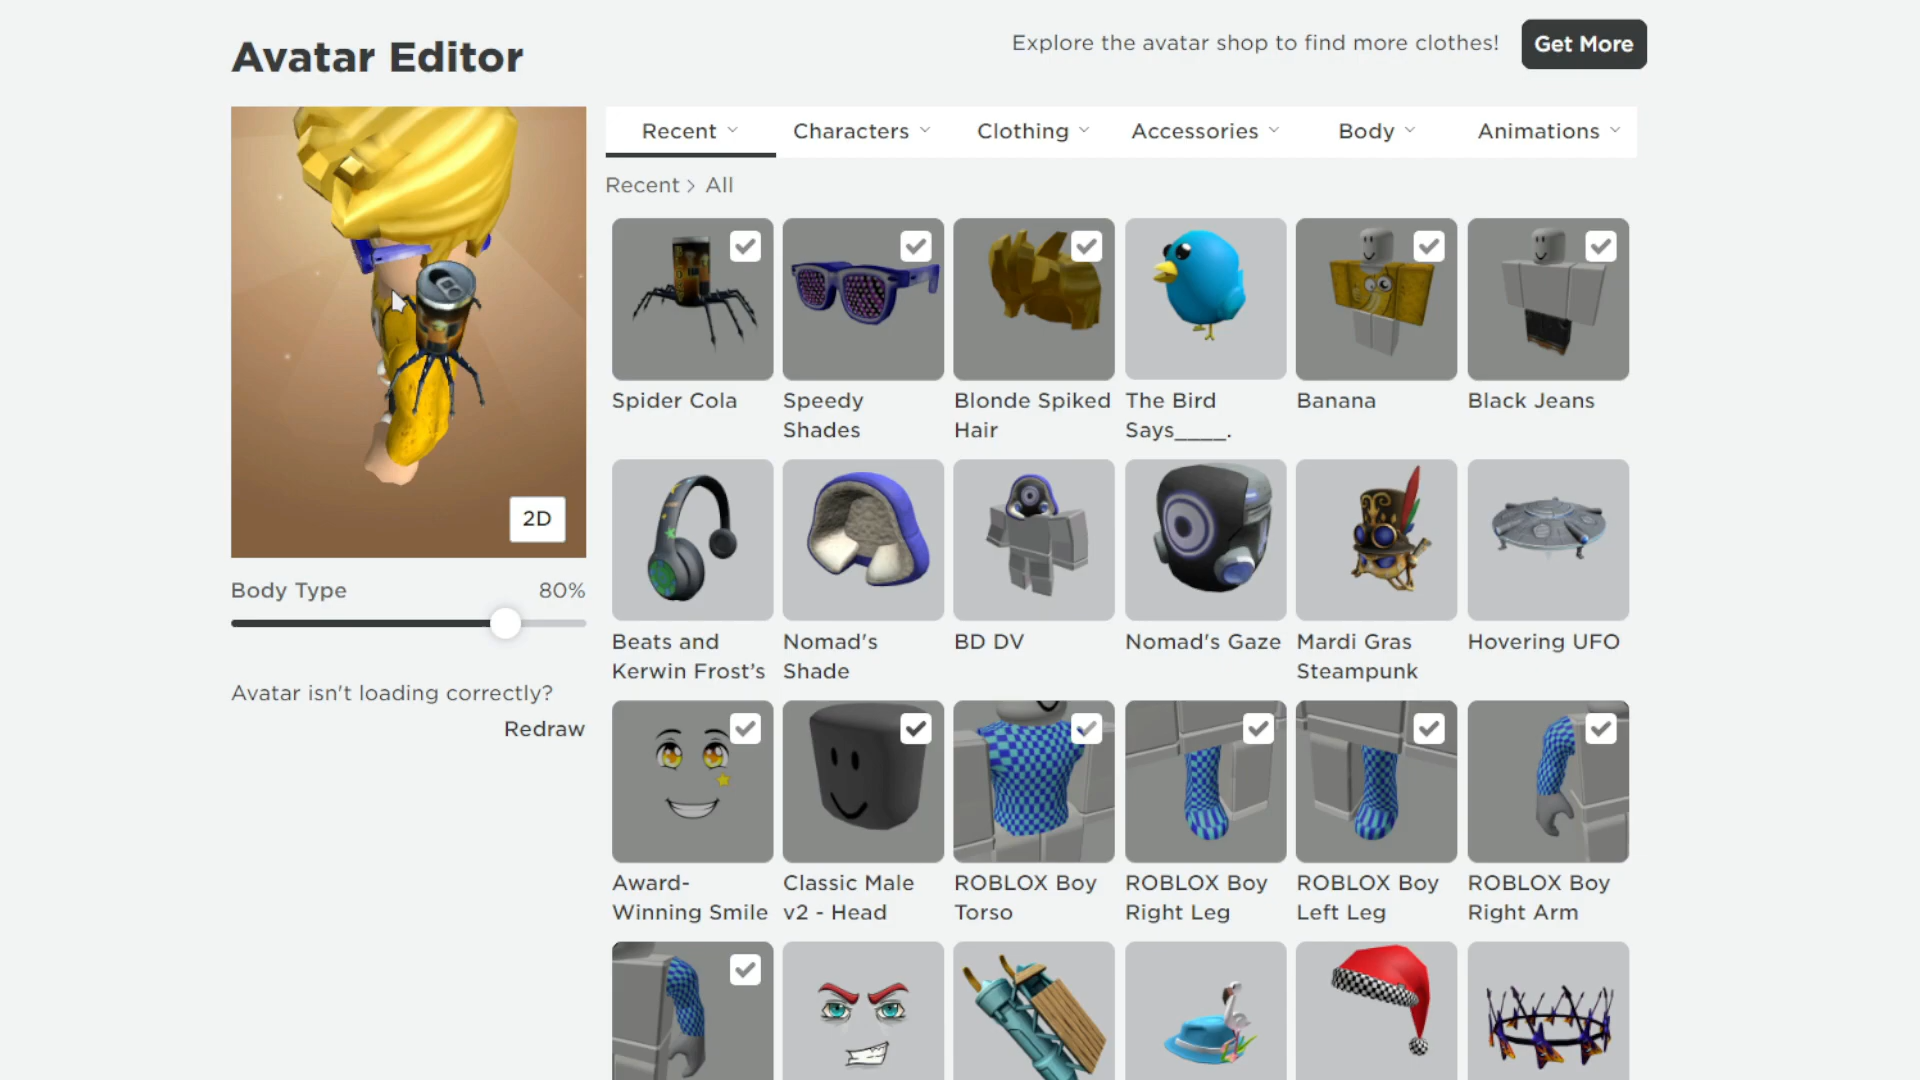 Avatar Editor
Explore the avatar shop to find more clothes!
Get More
Recent
Characters
Clothing
Accessories
Body
Animations
Recent > All
2D
Body Type
80%
Avatar isn't loading correctly?
Redraw
Spider Cola
Speedy
Shades
Blonde Spiked
Hair
The Bird
Says____.
Banana
Black Jeans
Beats and
Kerwin Frost’s
Nomad's
Shade
BD DV
Nomad's Gaze
Mardi Gras
Steampunk
Hovering UFO
Award-
Winning Smile
Classic Male
v2 - Head
ROBLOX Boy
Torso
ROBLOX Boy
Right Leg
ROBLOX Boy
Left Leg
ROBLOX Boy
Right Arm